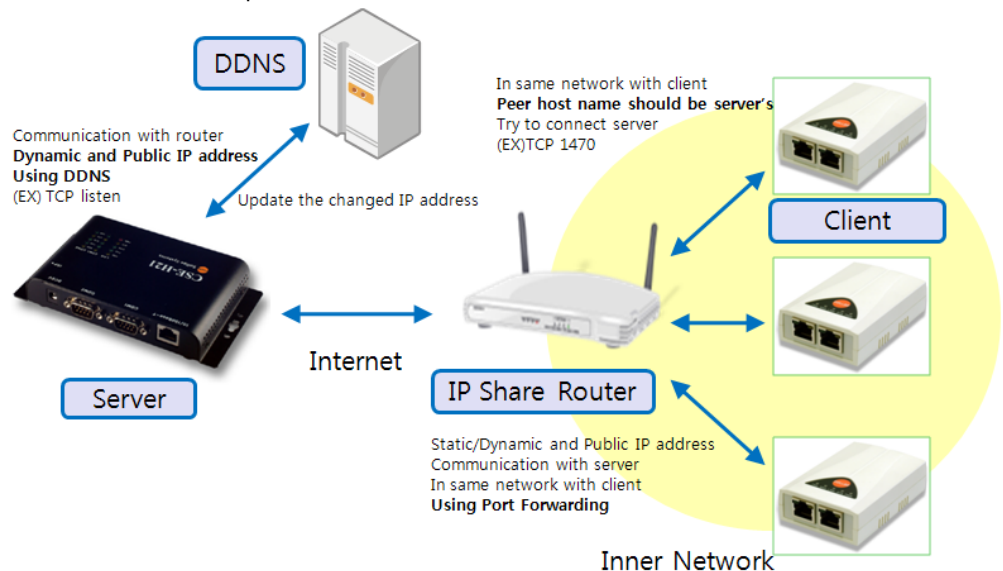 DDNS
In same network with client
Peer host name should be server's
Try to connect server
(EX)TCP 1470
Communication with router
Dynamic and Public IP address
Using DDNS
(EX) TCP listen
Update the changed IP address
Client
CSE-H21
Internet
Server
IP Share Router
Static/Dynamic and Public IP address
Communication with server
In same network with client
Using Port Forwarding
Inner Network